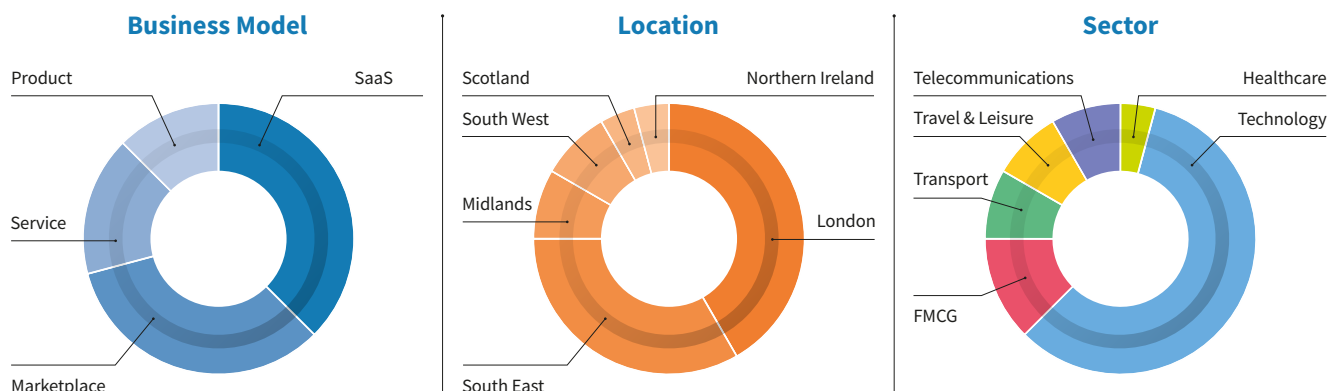 Business Model
Product
SaaS
Service
Marketplace
Location
Scotland
Northern Ireland
South West
Midlands
London
South East
Sector
Telecommunications
Healthcare
Travel & Leisure
Technology
Transport
FMCG